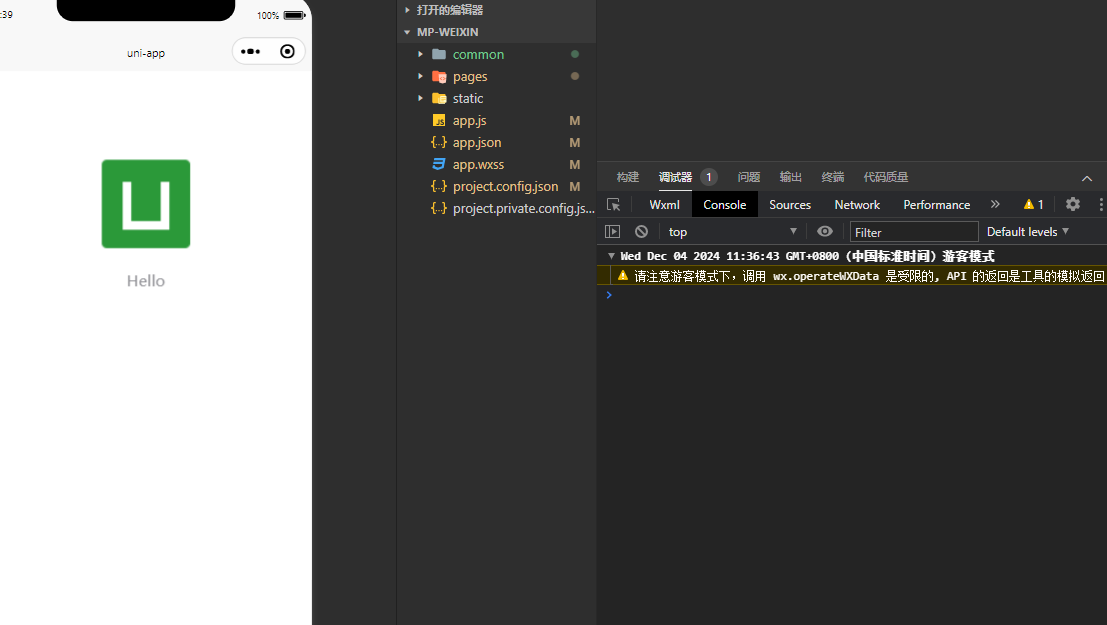 :39
100%
uni-app
U
Hello
打开的编辑器
MP-WEIXIN
common
pages
static
JS app.js M
{..} app.json M
app.wxss M
{..} project.config.json M
{..} project.private.config.js...
构建 调试器 1 问题 输出 终端 代码质量
Wxml Console Sources Network Performance » 1
top Filter Default levels
Wed Dec 04 2024 11:36:43 GMT+0800 (中国标准时间) 游客模式
请注意游客模式下，调用 wx.operateWXData 是受限的, API 的返回是工具的模拟返回